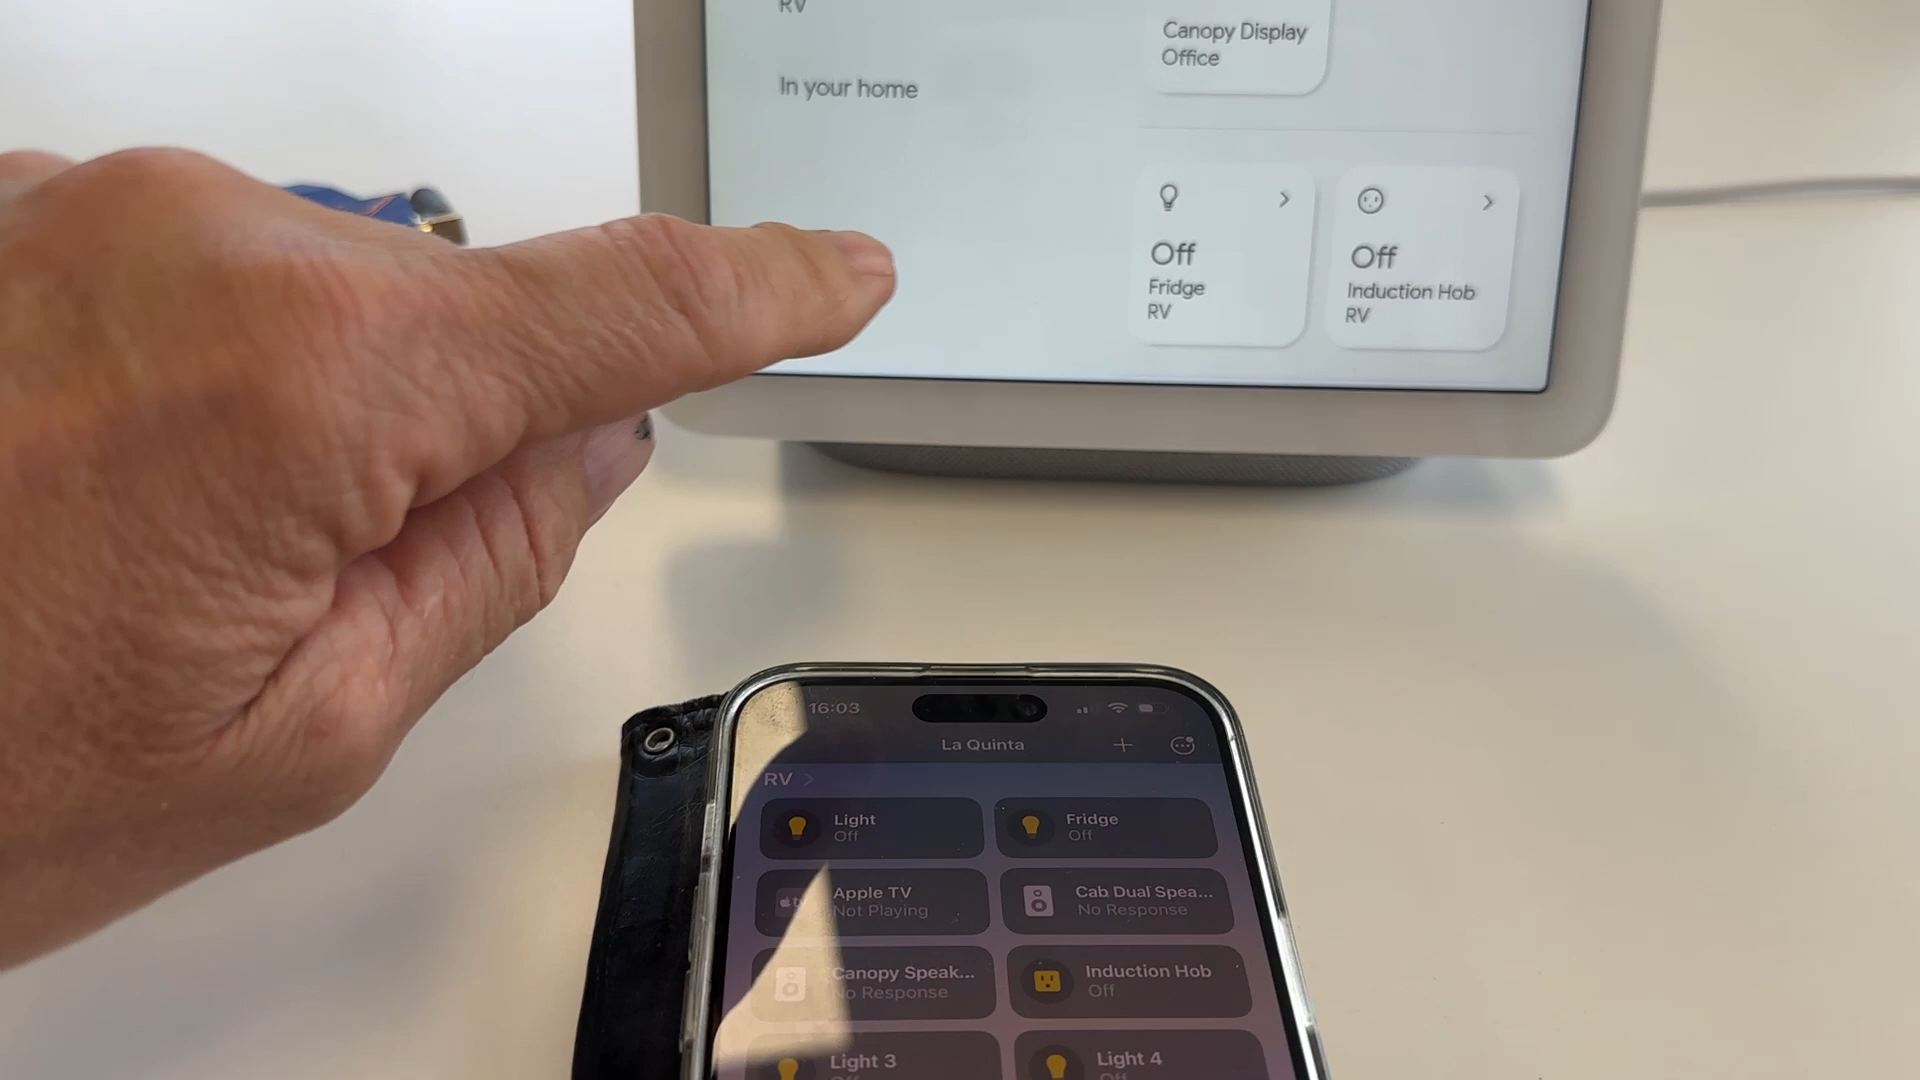 RV
In your home
Canopy Display
Office
Off
Fridge
RV
Off
Induction Hob
RV
16:03
La Quinta
RV
Light
Off
Fridge
Off
Apple TV
Not Playing
Cab Dual Spea...
No Response
Canopy Speak...
No Response
Induction Hob
Off
Light 3
Off
Light 4
Off